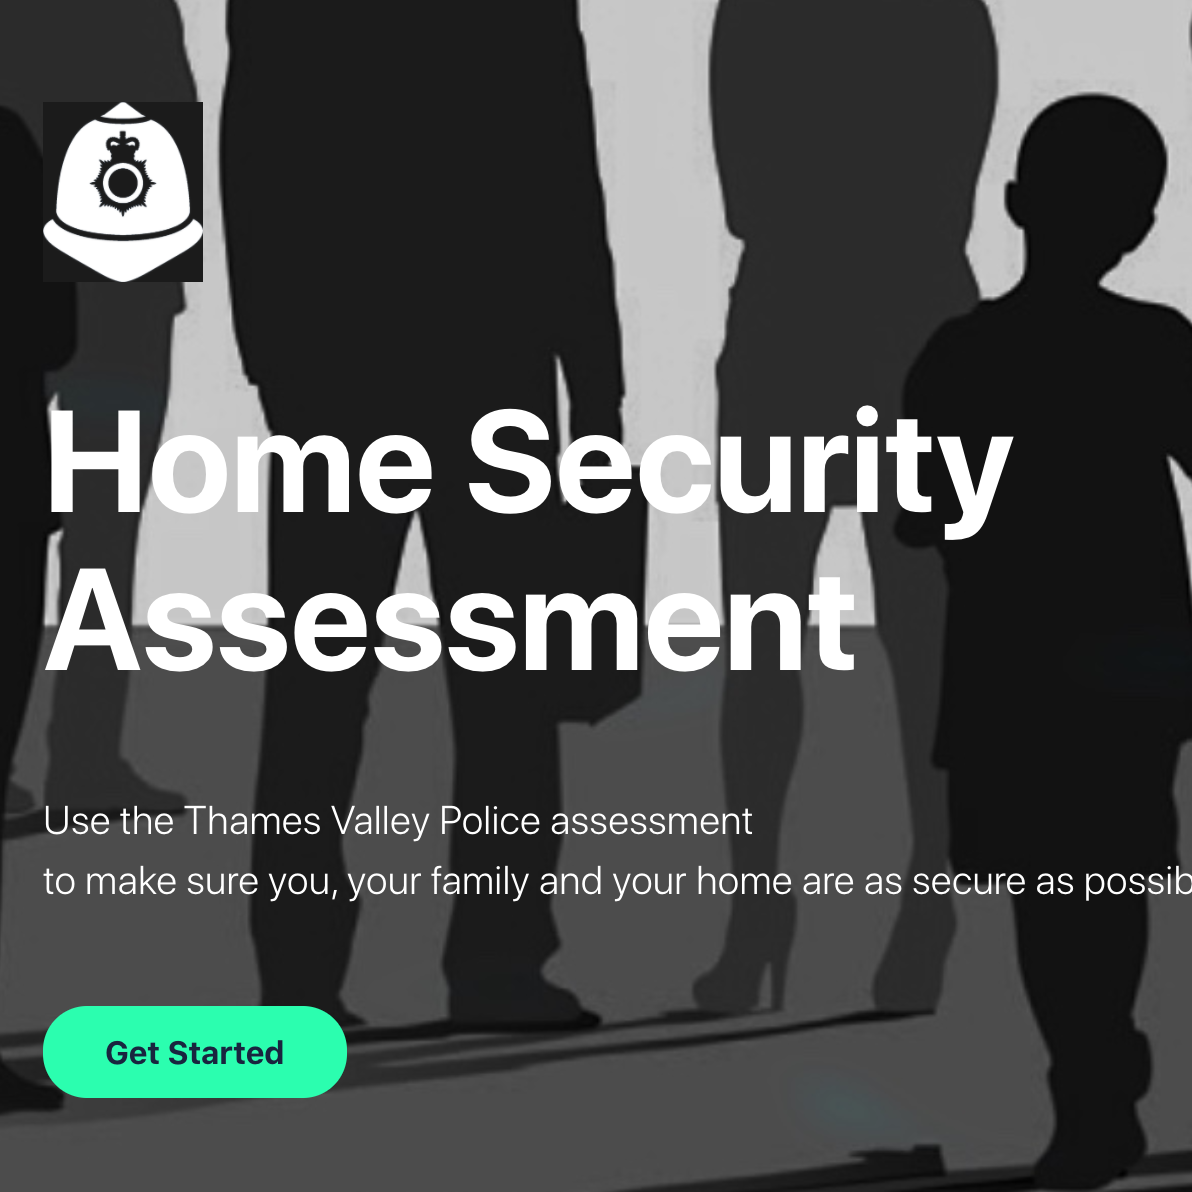 Home Security
Assessment
Use the Thames Valley Police assessment
to make sure you, your family and your home are as secure as possib
Get Started